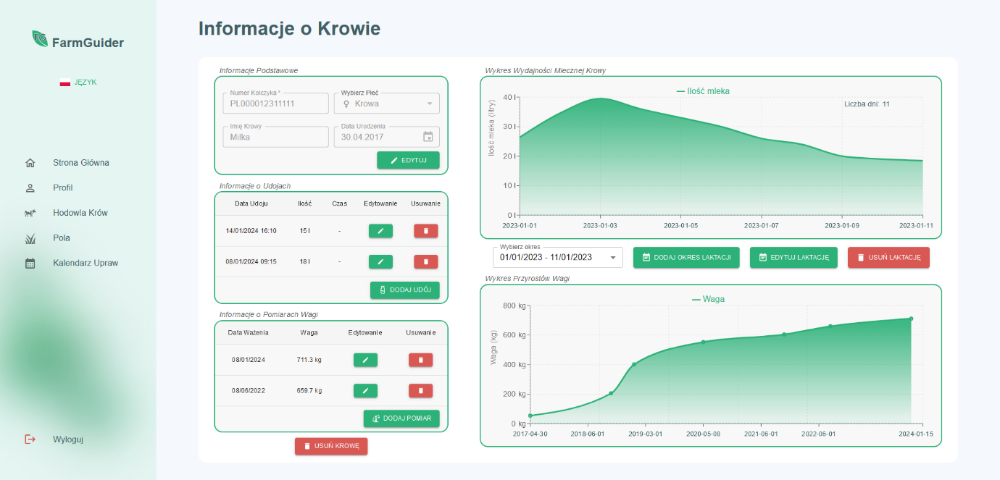 FG
FarmGuider
JĘZYK
Strona Główna
Profil
Hodowla Krów
Pola
Kalendarz Upraw
Wyloguj
Informacje o Krowie
Informacje Podstawowe
Numer Kolczyka *
PL000012311111
Wybierz Płeć
Krowa
Imię Krowy
Milka
Data Urodzenia
30.04.2017
EDYTUJ
Informacje o Udojach
Data Udoju Ilość Czas Edytowanie Usuwanie
14/01/2024 16:10 15 l -
08/01/2024 09:15 18 l -
DODAJ UDÓJ
Informacje o Pomiarach Wagi
Data Ważenia Waga Edytowanie Usuwanie
08/01/2024 711.3 kg
08/06/2022 659.7 kg
DODAJ POMIAR
USUŃ KROWĘ
Wykres Wydajności Mlecznej Krowy
Ilość mleka
Liczba dni: 11
Ilość mleka (litry)
40 l
30 l
20 l
10 l
0 l
2023-01-01 2023-01-03 2023-01-05 2023-01-07 2023-01-09 2023-01-11
Wybierz okres
01/01/2023 - 11/01/2023
DODAJ OKRES LAKTACJI
EDYTUJ LAKTACJĘ
USUŃ LAKTACJĘ
Wykres Przyrostów Wagi
Waga
Waga (kg)
800 kg
600 kg
400 kg
200 kg
0 kg
2017-04-30 2018-06-01 2019-03-01 2020-05-08 2021-06-01 2022-06-01 2024-01-15